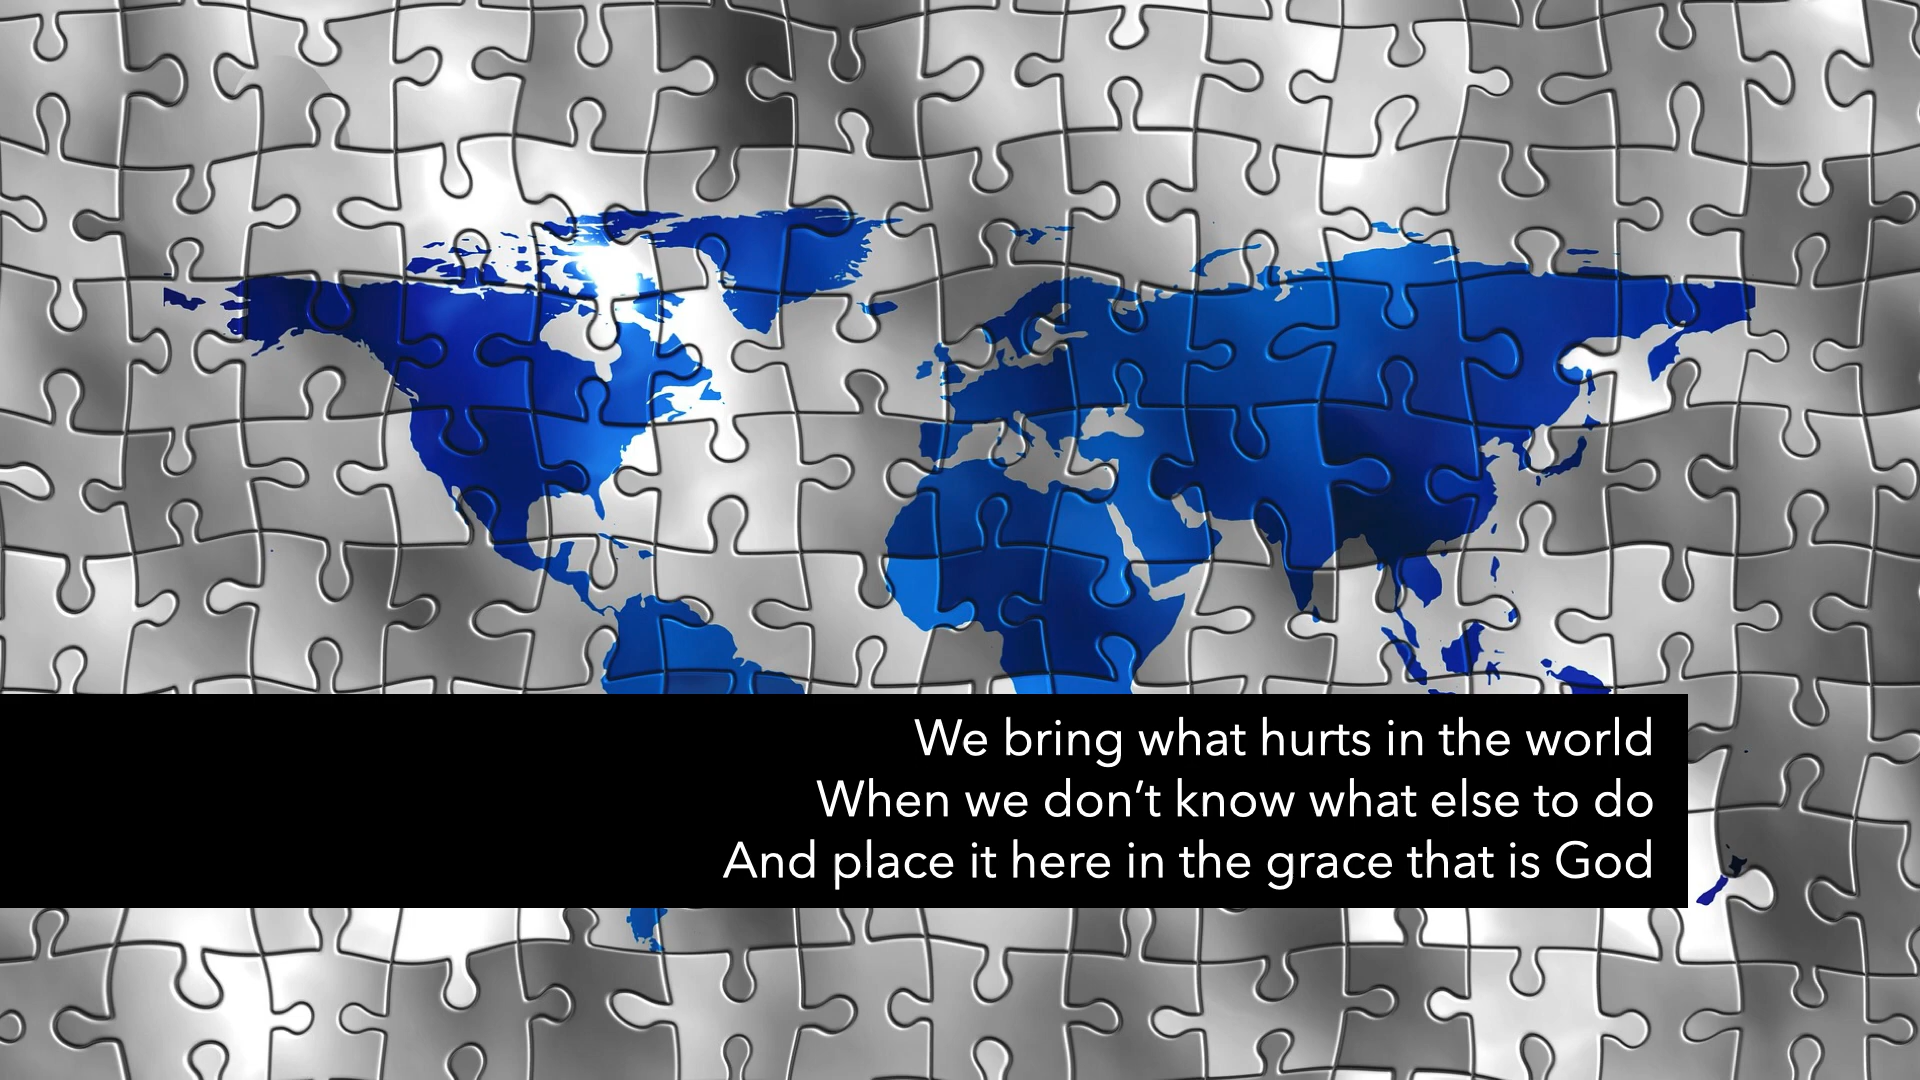 We bring what hurts in the world
When we don’t know what else to do
And place it here in the grace that is God